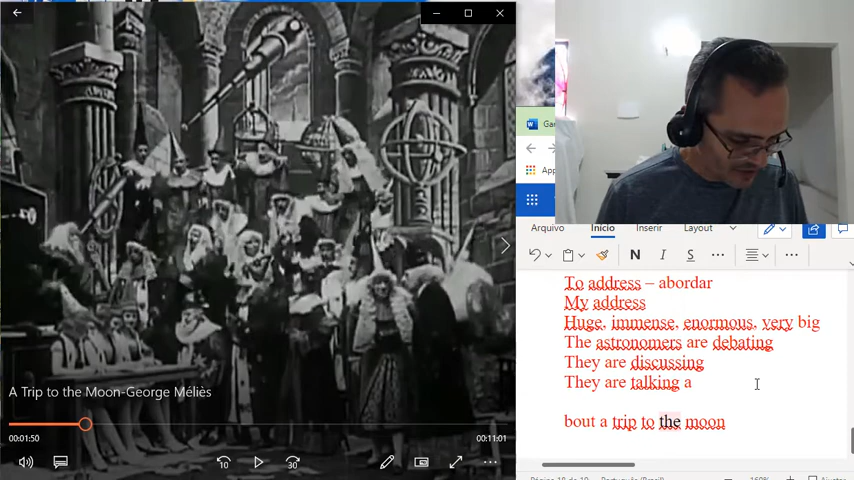 A Trip to the Moon-George Méliès
00:01:50
00:11:01
10
30
Arquivo
Início
Inserir
Layout
N
I
S
To address – abordar
My address
Huge, immense, enormous, very big
The astronomers are debating
They are discussing
They are talking a
bout a trip to the moon